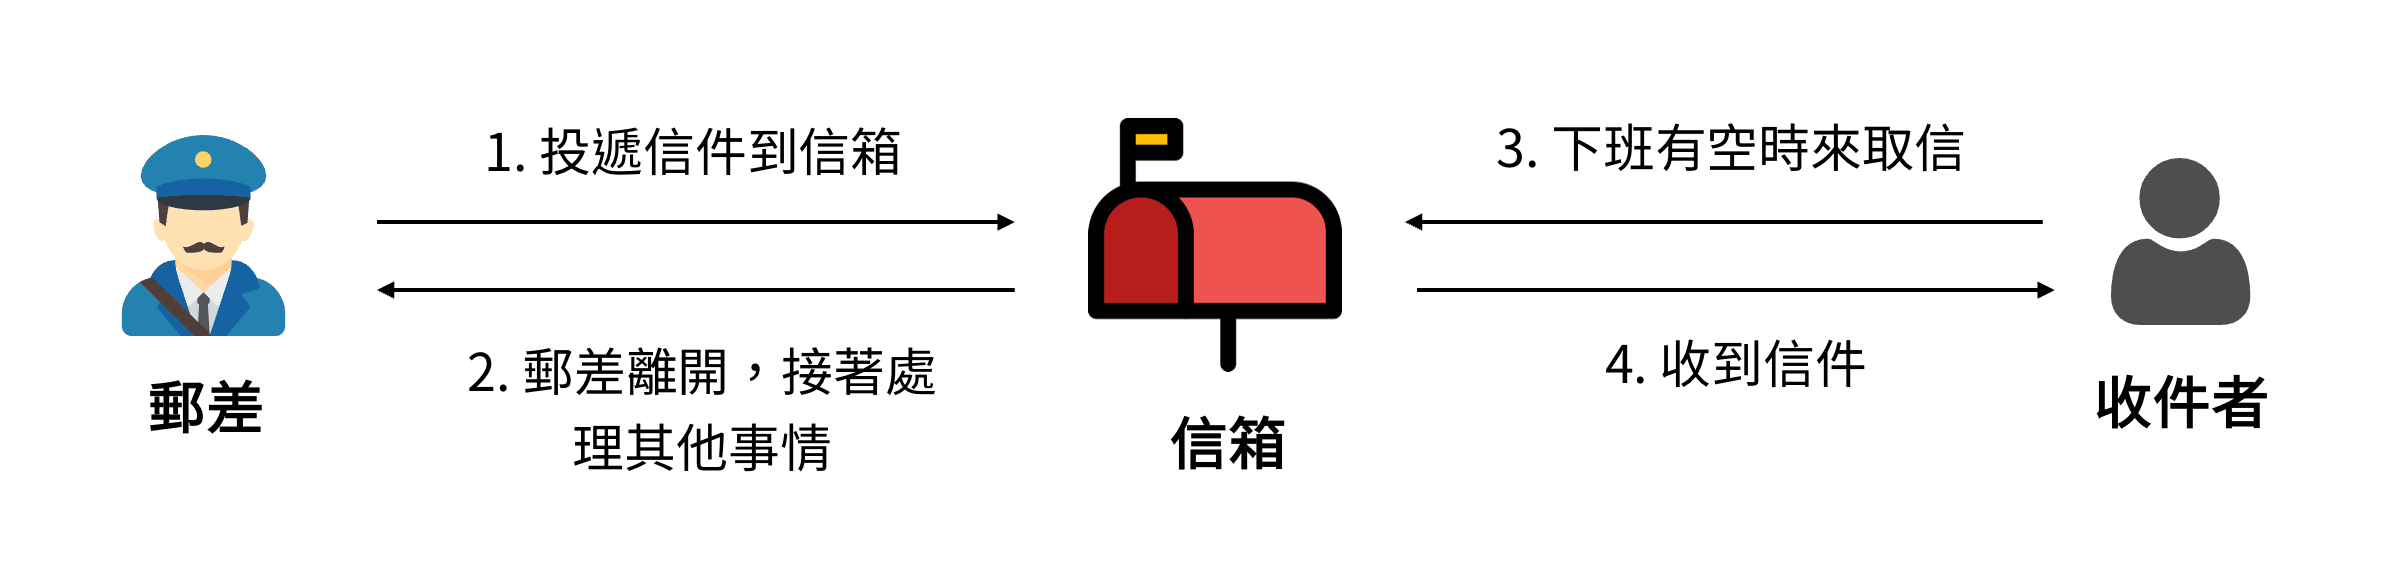 1. 投遞信件到信箱
3. 下班有空時來取信
2. 郵差離開，接著處
理其他事情
4. 收到信件
郵差
信箱
收件者